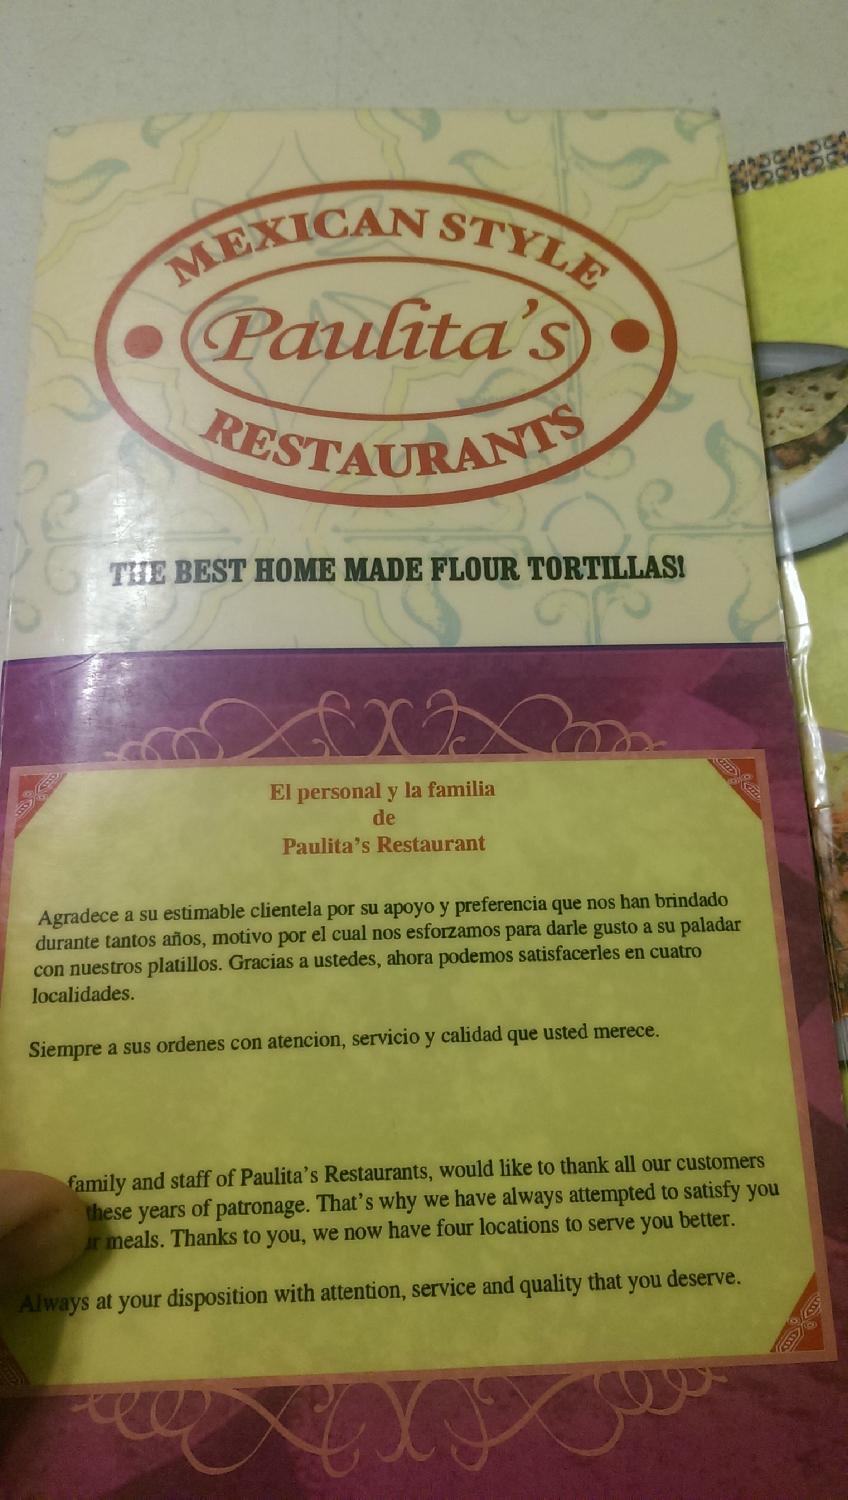 MEXICAN STYLE
Paulita's
RESTAURANTS
THE BEST HOME MADE FLOUR TORTILLAS!
El personal y la familia
de
Paulita's Restaurant
Agradece a su estimable clientela por su apoyo y preferencia que nos han brindado
durante tantos años, motivo por el cual nos esforzamos para darle gusto a su paladar
con nuestros platillos. Gracias a ustedes, ahora podemos satisfacerles en cuatro
localidades.
Siempre a sus ordenes con atencion, servicio y calidad que usted merece.
family and staff of Paulita's Restaurants, would like to thank all our customers
these years of patronage. That's why we have always attempted to satisfy you
meals. Thanks to you, we now have four locations to serve you better.
Always at your disposition with attention, service and quality that you deserve.